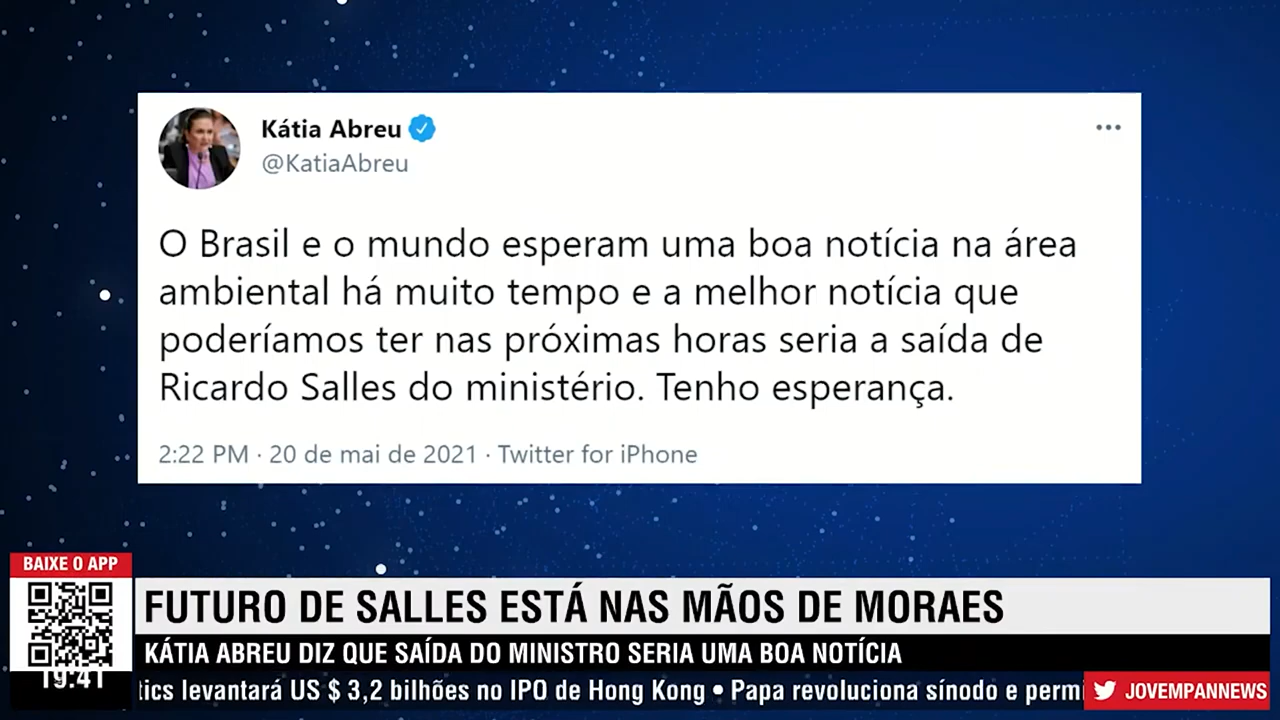 Kátia Abreu
@KatiaAbreu
O Brasil e o mundo esperam uma boa notícia na área
ambiental há muito tempo e a melhor notícia que
poderíamos ter nas próximas horas seria a saída de
Ricardo Salles do ministério. Tenho esperança.
2:22 PM · 20 de mai de 2021 · Twitter for iPhone
BAIXE O APP
FUTURO DE SALLES ESTÁ NAS MÃOS DE MORAES
KÁTIA ABREU DIZ QUE SAÍDA DO MINISTRO SERIA UMA BOA NOTÍCIA
19:41
tics levantará US $ 3,2 bilhões no IPO de Hong Kong • Papa revoluciona sínodo e permi
JOVEMPANNEWS